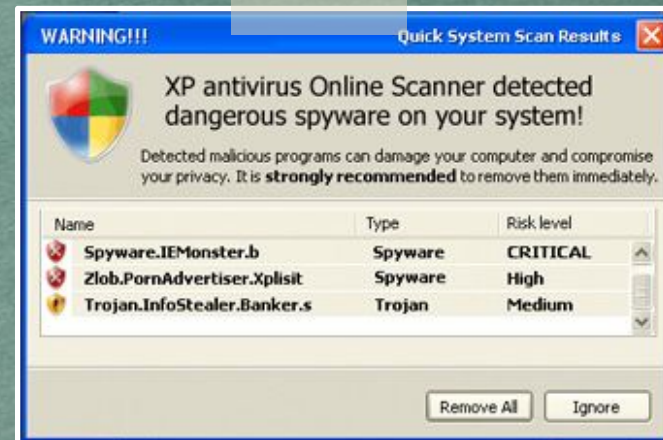 WARNING!!! Quick System Scan Results
XP antivirus Online Scanner detected
dangerous spyware on your system!
Detected malicious programs can damage your computer and compromise
your privacy. It is strongly recommended to remove them immediately.
Name Type Risk level
Spyware.IEMonster.b Spyware CRITICAL
Zlob.PornAdvertiser.Xplisit Spyware High
Trojan.InfoStealer.Banker.s Trojan Medium
Remove All Ignore